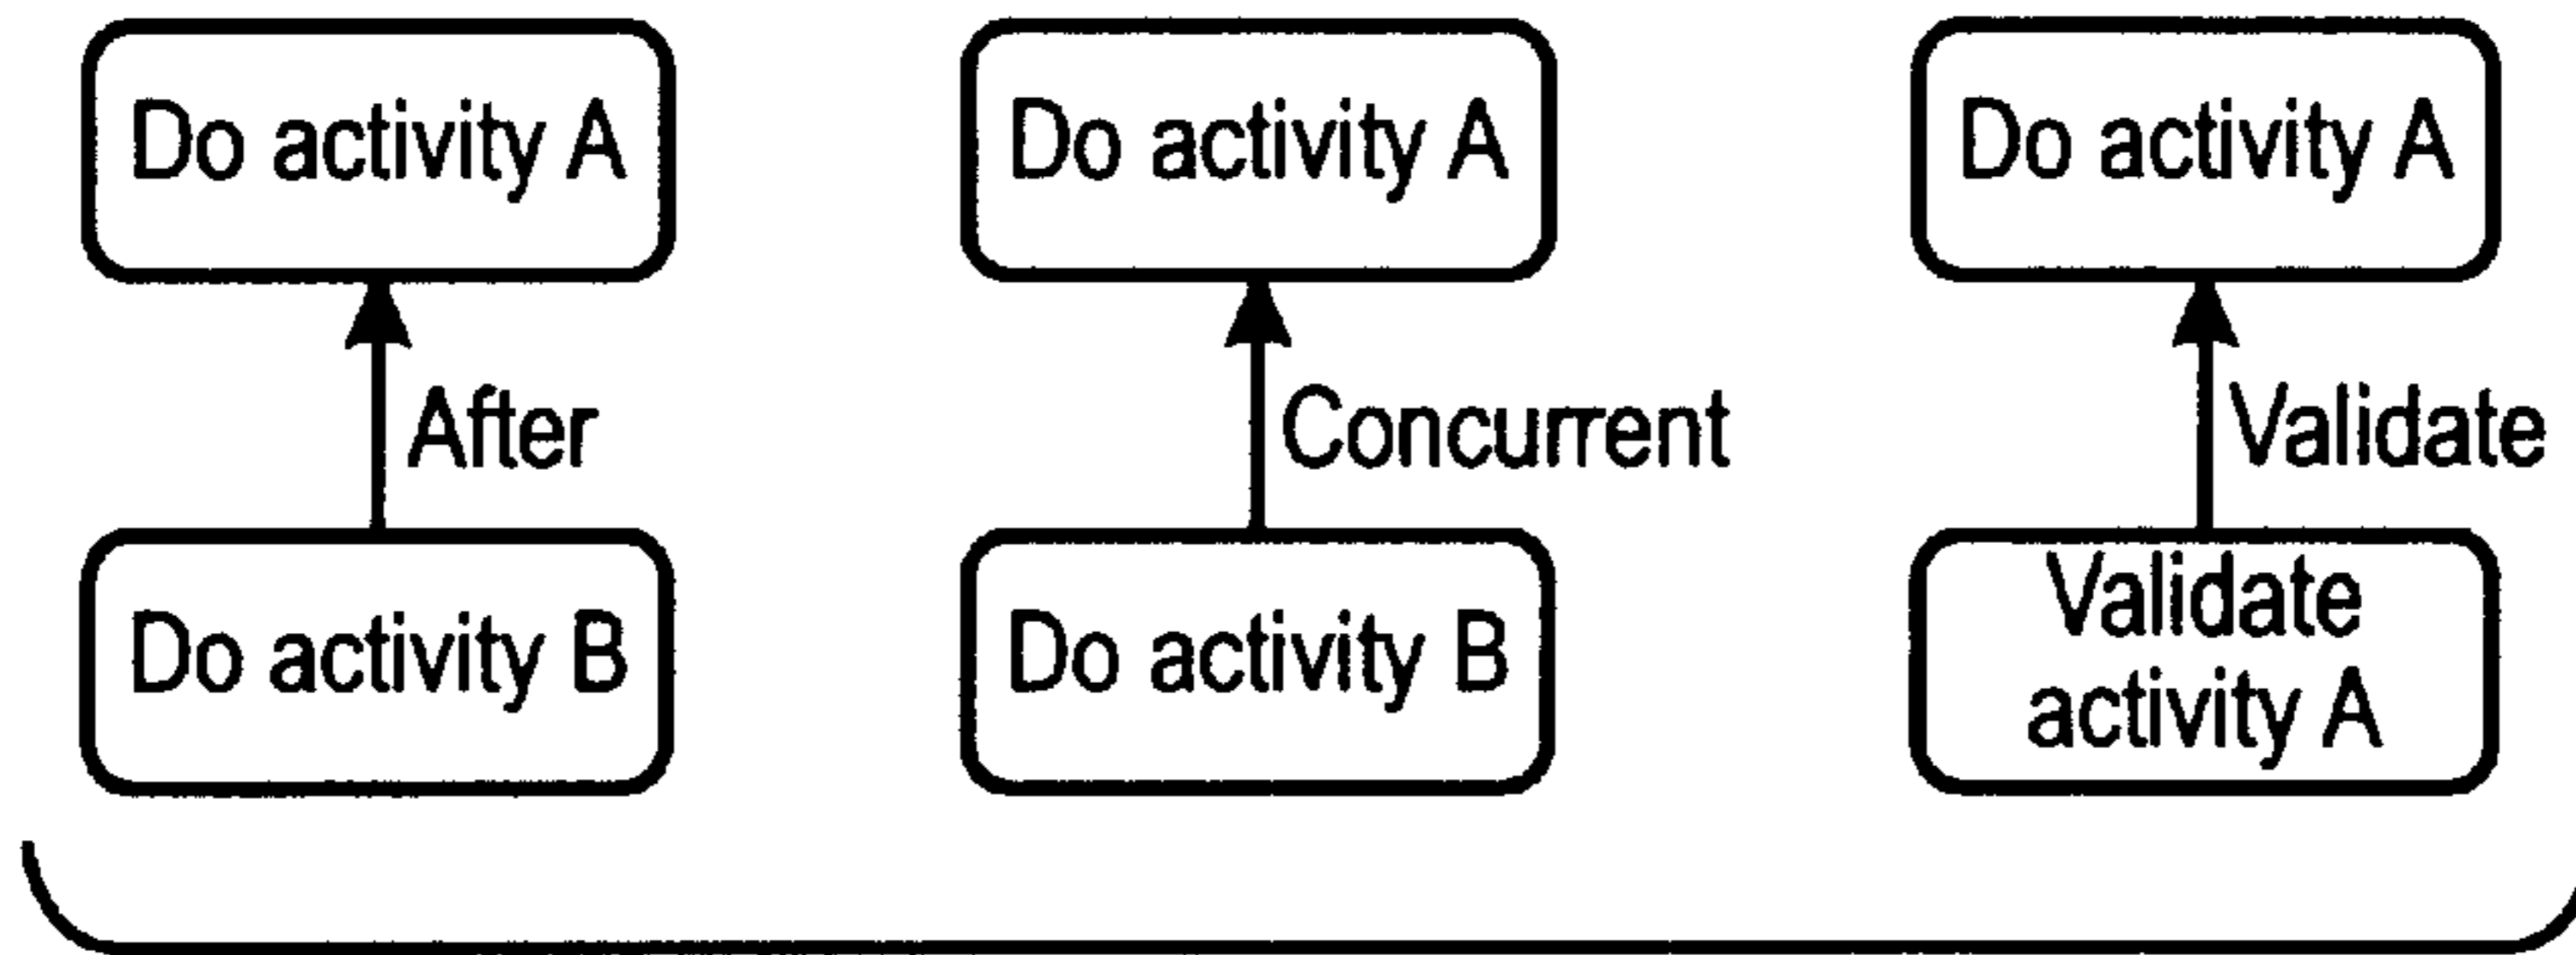 Do activity A
Do activity A
Do activity A
After
Concurrent
Validate
Do activity B
Do activity B
Validate
activity A